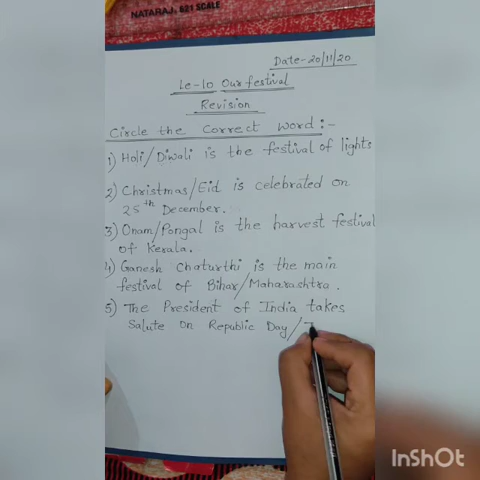 NATARAJ, 621 SCALE
Date-20/11/20
Le-10 Our festival
Revision
Circle the Correct word:-
1) Holi/Diwali is the festival of lights
2) Christmas/Eid is celebrated on
25th December.
3) Onam/Pongal is the harvest festival
of Kerala.
4) Ganesh Chaturthi is the main
festival of Bihar/Maharashtra.
5) The President of India takes
Salute on Republic Day/
InShOt